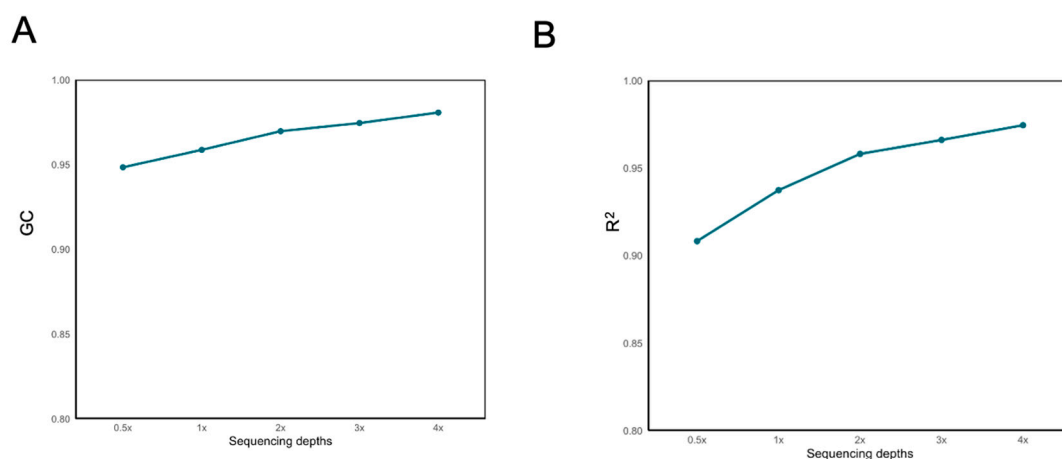 A
1.00
0.95
0.90
0.85
0.80
GC
0.5x 1x 2x 3x 4x
Sequencing depths
B
1.00
0.95
0.90
0.85
0.80
R²
0.5x 1x 2x 3x 4x
Sequencing depths